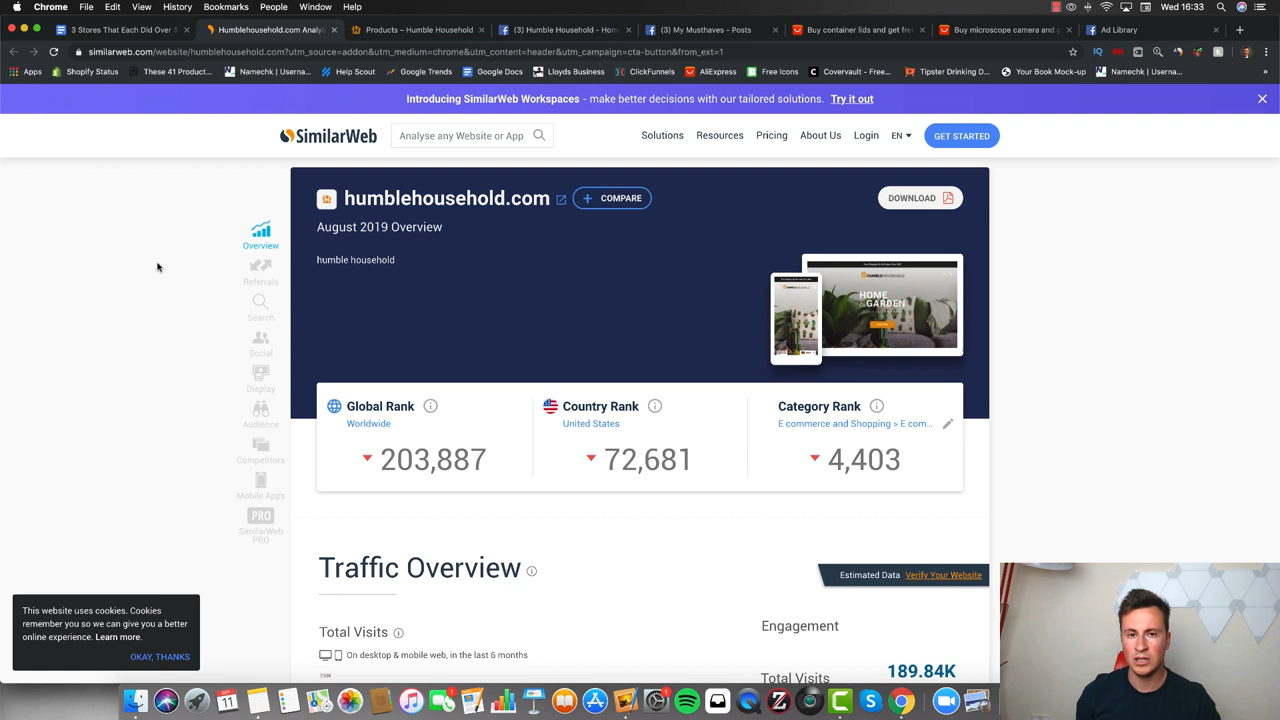 Chrome File Edit View History Bookmarks People Window Help
Wed 16:33
3 Stores That Each Did Over
Humblehousehold.com Analyt
Products – Humble Household
(3) Humble Household - Hom
(3) My Musthaves - Posts
Buy container lids and get fre
Buy microscope camera and g
Ad Library
similarweb.com/website/humblehousehold.com?utm_source=addon&utm_medium=chrome&utm_content=header&utm_campaign=cta-button&from_ext=1
Apps Shopify Status These 41 Product... Namechk | Userna... Help Scout Google Trends Google Docs Lloyds Business ClickFunnels AliExpress Free Icons Covervault - Free... Tipster Drinking D... Your Book Mock-up Namechk | Userna... »
Introducing SimilarWeb Workspaces - make better decisions with our tailored solutions. Try it out
SimilarWeb
Analyse any Website or App
Solutions Resources Pricing About Us Login EN GET STARTED
humblehousehold.com
COMPARE
DOWNLOAD
August 2019 Overview
humble household
HUMBLEHOUSEHOLD
HOME
& GARDEN
Overview
Referrals
Search
Social
Display
Audience
Competitors
Mobile Apps
PRO
SimilarWeb
PRO
Global Rank
Worldwide
203,887
Country Rank
United States
72,681
Category Rank
E commerce and Shopping > E com...
4,403
Traffic Overview
Estimated Data Verify Your Website
Total Visits
On desktop & mobile web, in the last 6 months
Engagement
Total Visits 189.84K
This website uses cookies. Cookies
remember you so we can give you a better
online experience. Learn more.
OKAY, THANKS